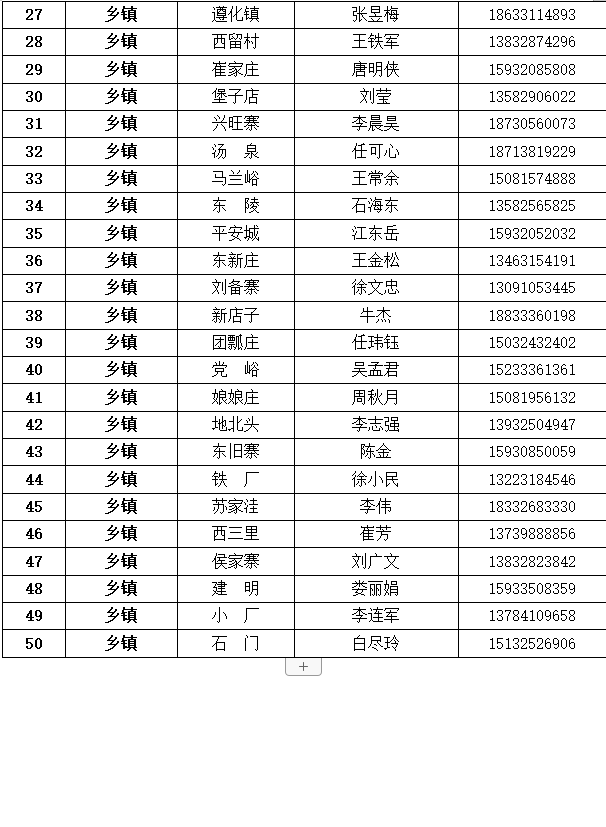 27 乡镇 遵化镇 张昱梅 18633114893
28 乡镇 西留村 王铁军 13832874296
29 乡镇 崔家庄 唐明侠 15932085808
30 乡镇 堡子店 刘莹 13582906022
31 乡镇 兴旺寨 李晨昊 18730560073
32 乡镇 汤　泉 任可心 18713819229
33 乡镇 马兰峪 王常余 15081574888
34 乡镇 东　陵 石海东 13582565825
35 乡镇 平安城 江东岳 15932052032
36 乡镇 东新庄 王金松 13463154191
37 乡镇 刘备寨 徐文忠 13091053445
38 乡镇 新店子 牛杰 18833360198
39 乡镇 团瓢庄 任玮钰 15032432402
40 乡镇 党　峪 吴孟君 15233361361
41 乡镇 娘娘庄 周秋月 15081956132
42 乡镇 地北头 李志强 13932504947
43 乡镇 东旧寨 陈金 15930850059
44 乡镇 铁　厂 徐小民 13223184546
45 乡镇 苏家洼 李伟 18332683330
46 乡镇 西三里 崔芳 13739888856
47 乡镇 侯家寨 刘广文 13832823842
48 乡镇 建　明 娄丽娟 15933508359
49 乡镇 小　厂 李连军 13784109658
50 乡镇 石　门 白尽玲 15132526906
+